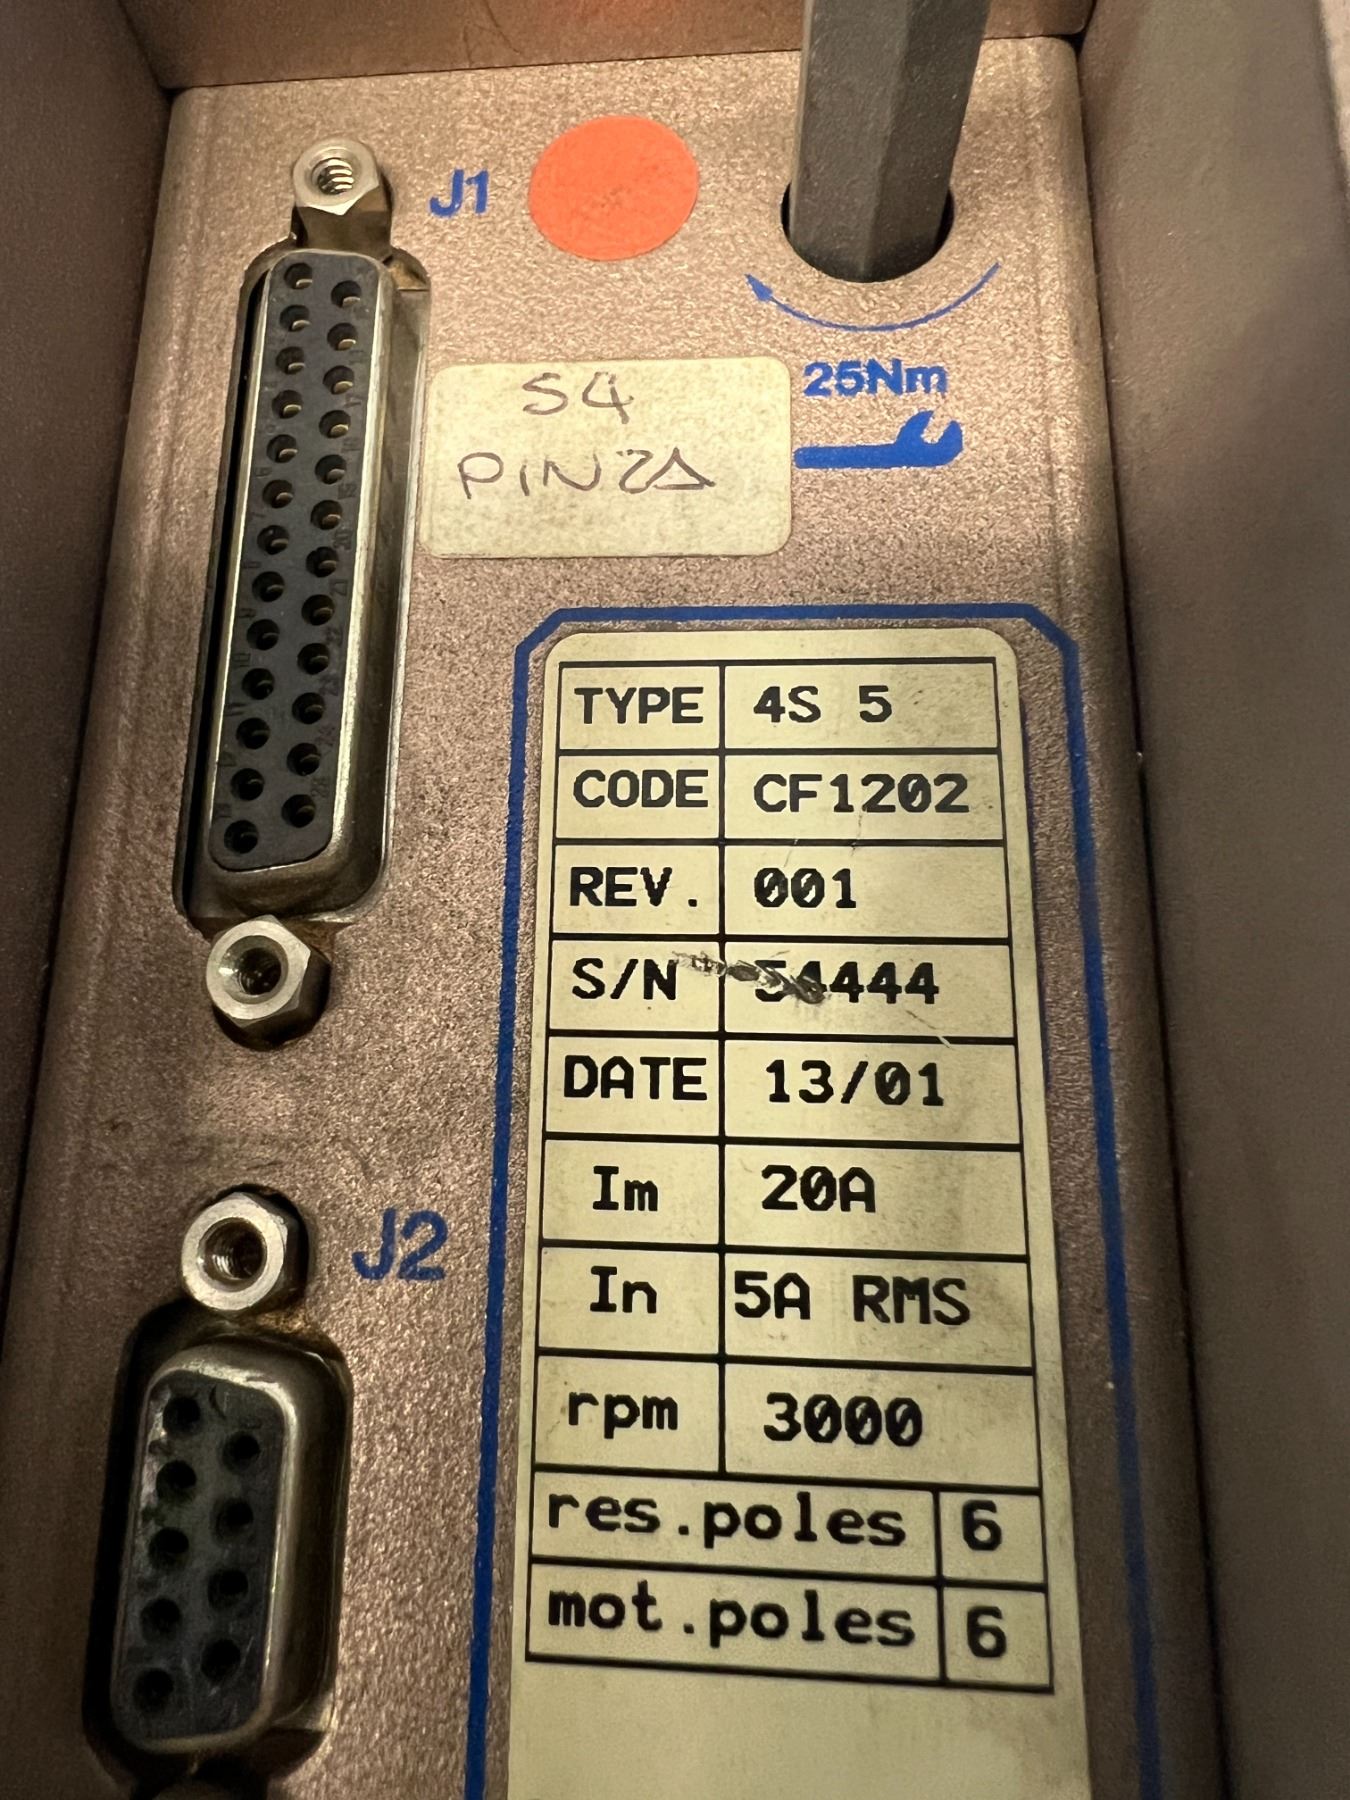 J1
25Nm
S4
PINZA
TYPE 4S 5
CODE CF1202
REV. 001
S/N 54444
DATE 13/01
Im 20A
J2
In 5A RMS
rpm 3000
res.poles 6
mot.poles 6